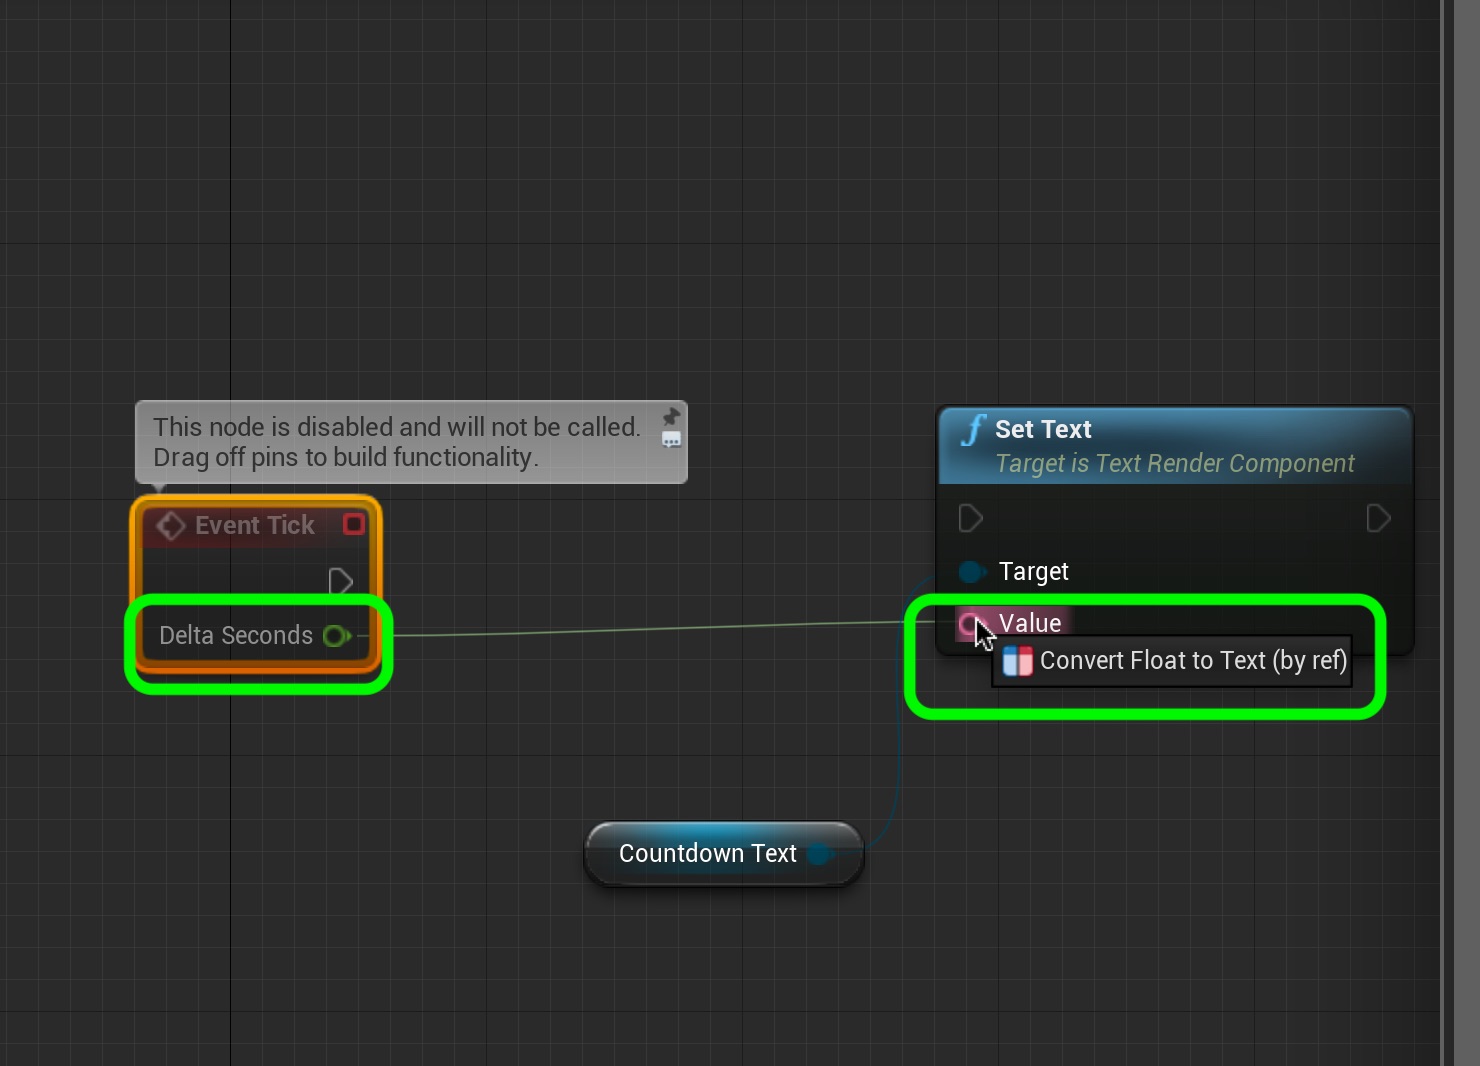 This node is disabled and will not be called.
Drag off pins to build functionality.
Event Tick
Delta Seconds
Set Text
Target is Text Render Component
Target
Value
Convert Float to Text (by ref)
Countdown Text